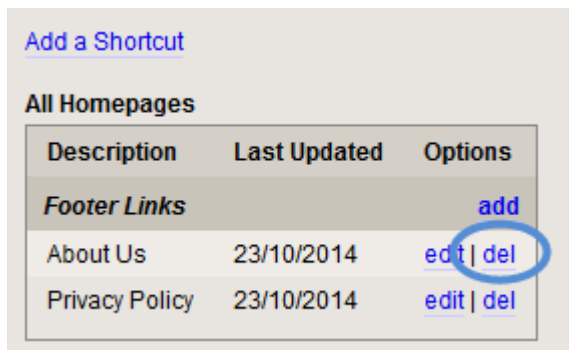 Add a Shortcut
All Homepages
Description Last Updated Options
Footer Links add
About Us 23/10/2014 edit | del
Privacy Policy 23/10/2014 edit | del